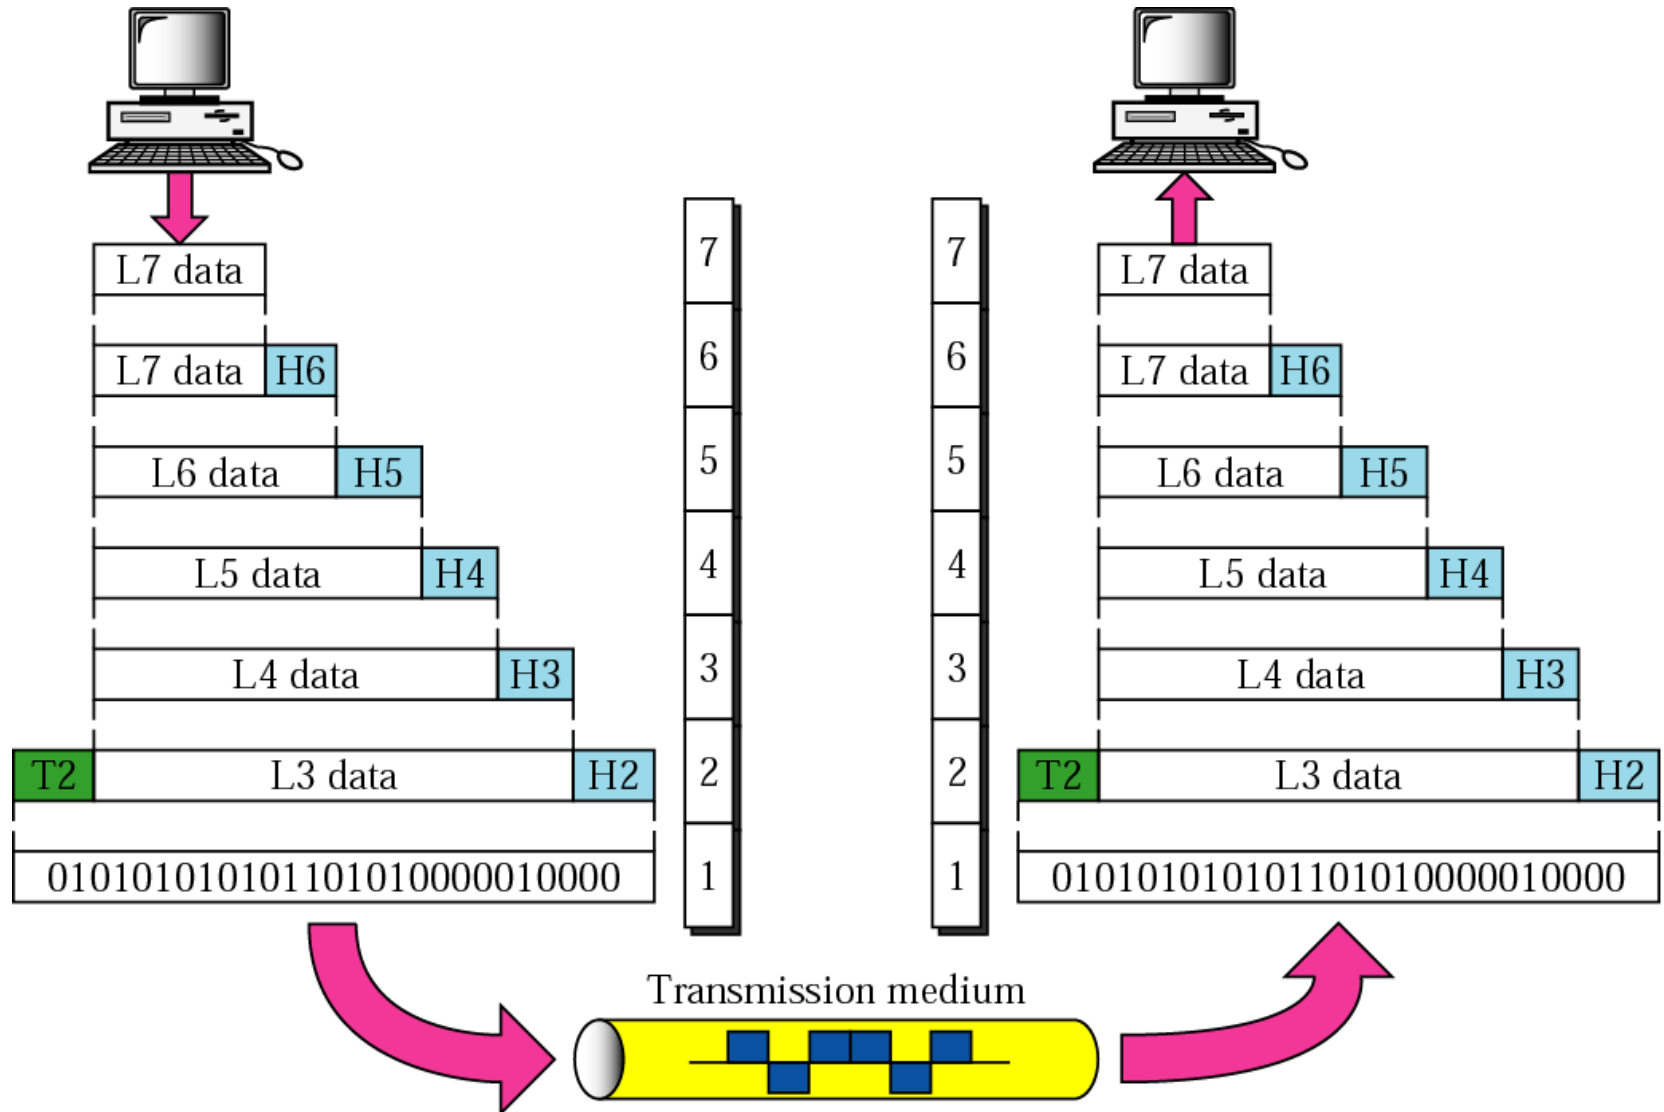 L7 data
L7 data H6
L6 data H5
L5 data H4
L4 data H3
T2 L3 data H2
010101010101101010000010000
7
6
5
4
3
2
1
7
6
5
4
3
2
1
L7 data
L7 data H6
L6 data H5
L5 data H4
L4 data H3
T2 L3 data H2
010101010101101010000010000
Transmission medium